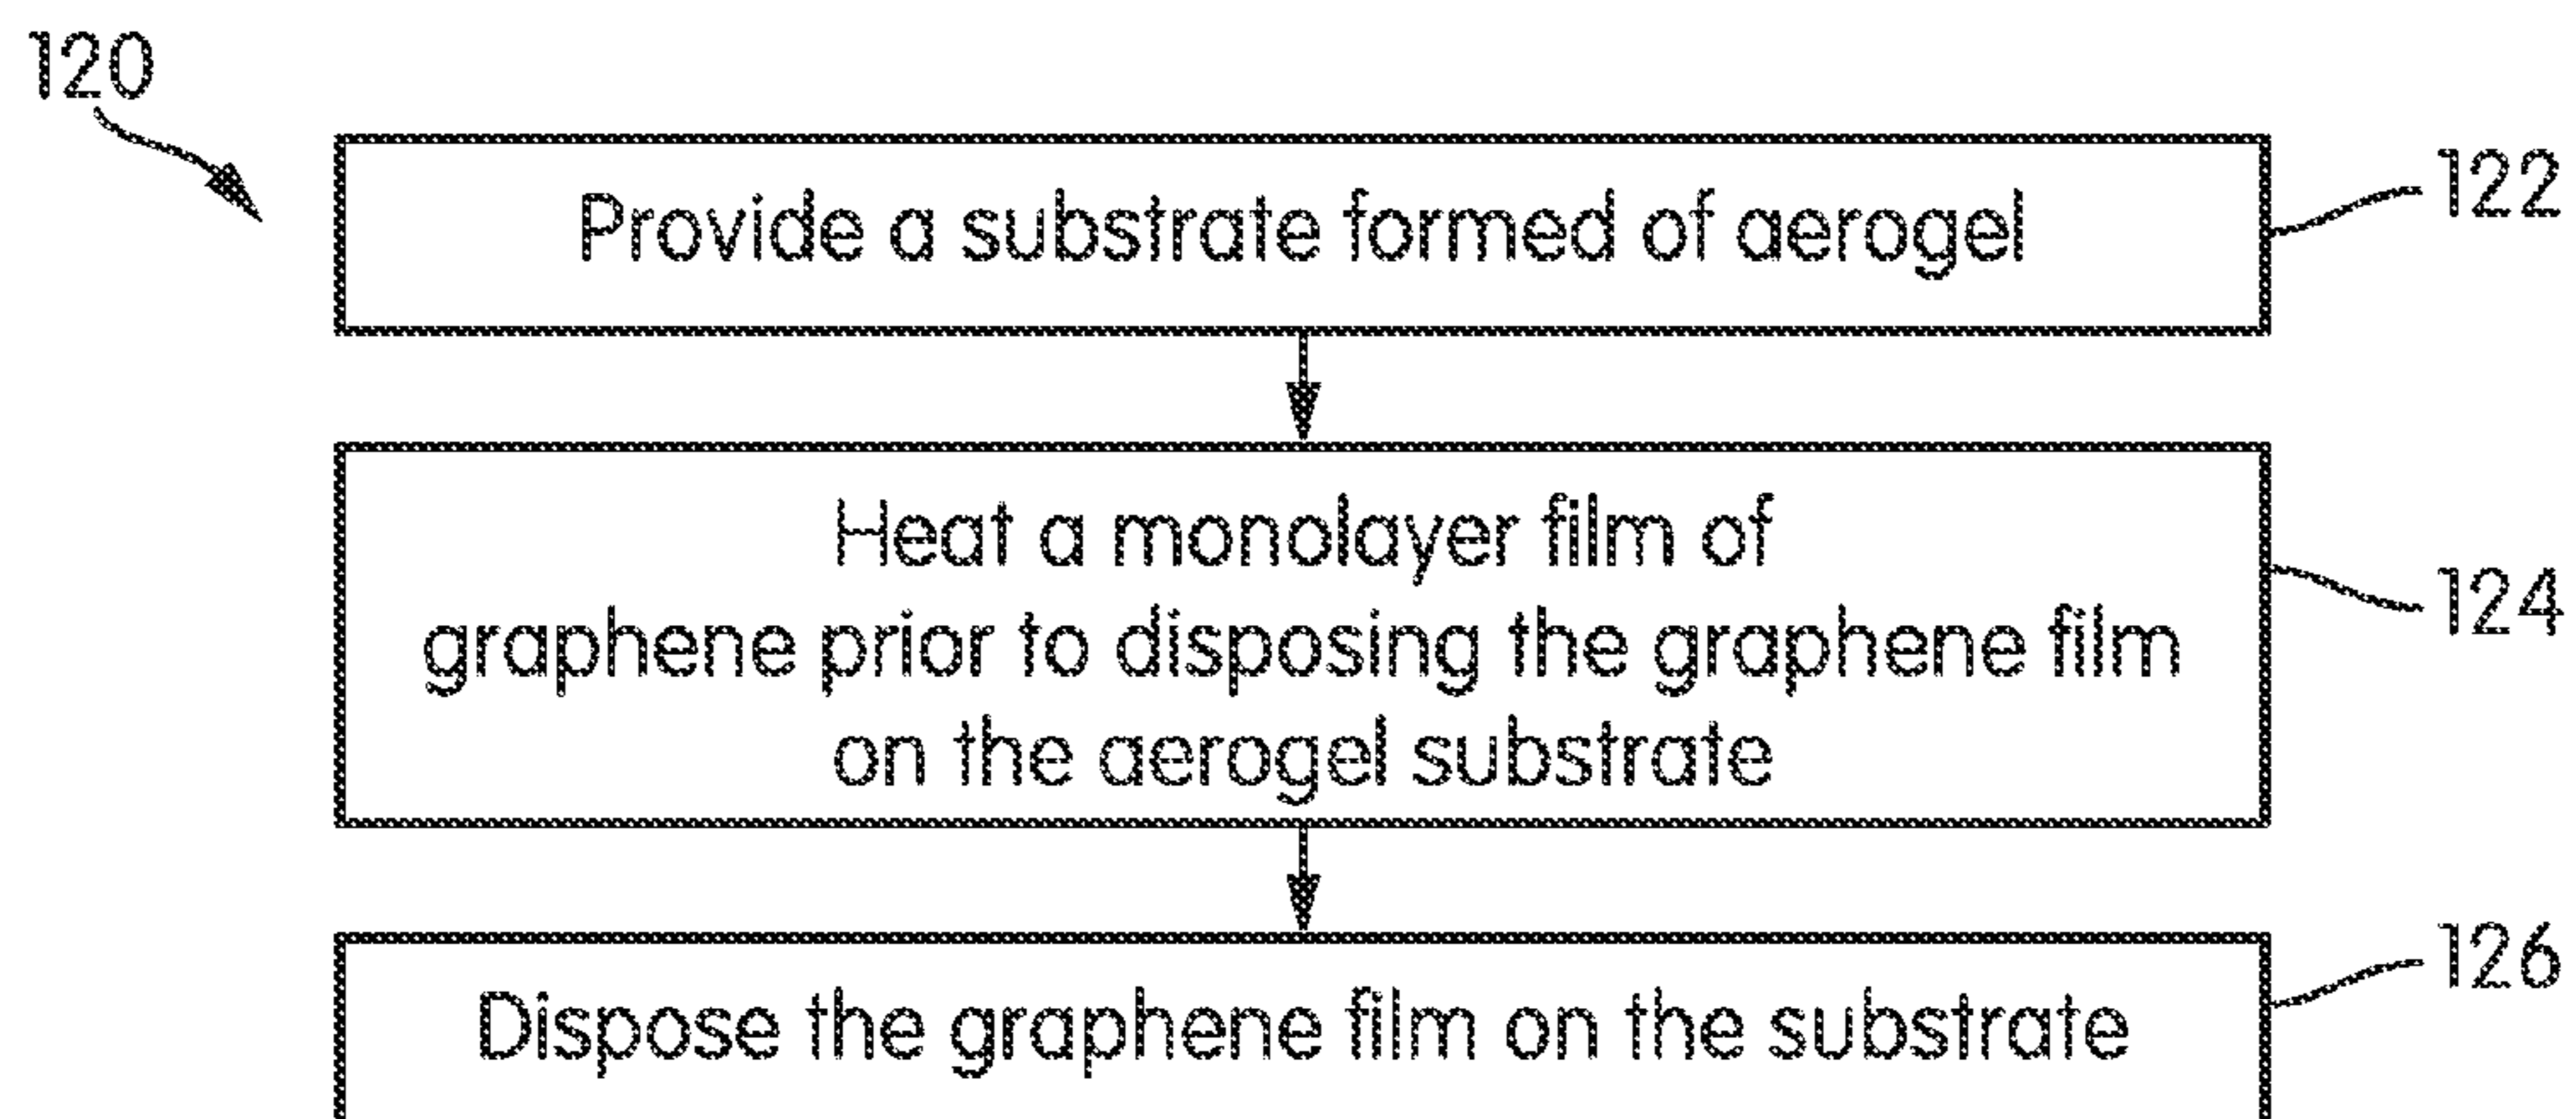 120
Provide a substrate formed of aerogel
122
Heat a monolayer film of
graphene prior to disposing the graphene film
on the aerogel substrate
124
Dispose the graphene film on the substrate
126